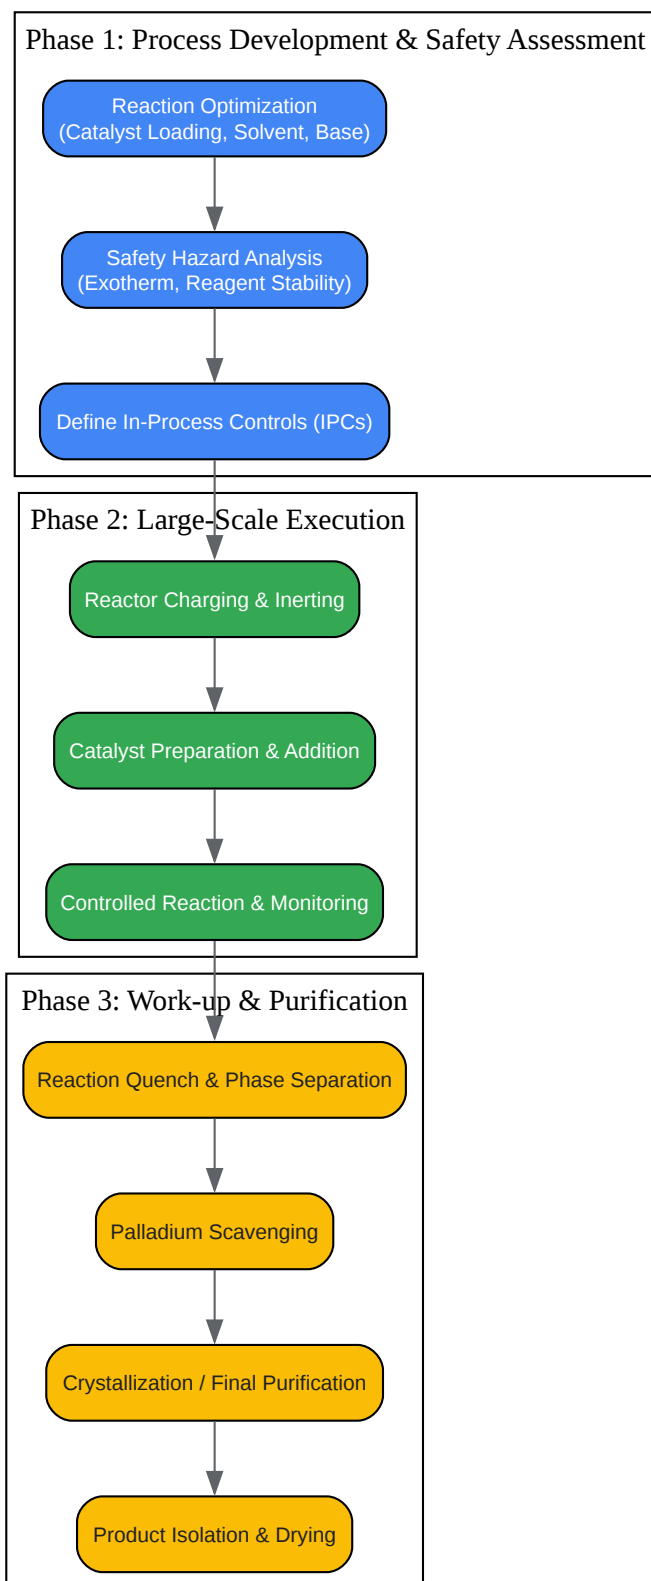 Phase 1: Process Development & Safety Assessment
Reaction Optimization
(Catalyst Loading, Solvent, Base)
Safety Hazard Analysis
(Exotherm, Reagent Stability)
Define In-Process Controls (IPCs)
Phase 2: Large-Scale Execution
Reactor Charging & Inerting
Catalyst Preparation & Addition
Controlled Reaction & Monitoring
Phase 3: Work-up & Purification
Reaction Quench & Phase Separation
Palladium Scavenging
Crystallization / Final Purification
Product Isolation & Drying